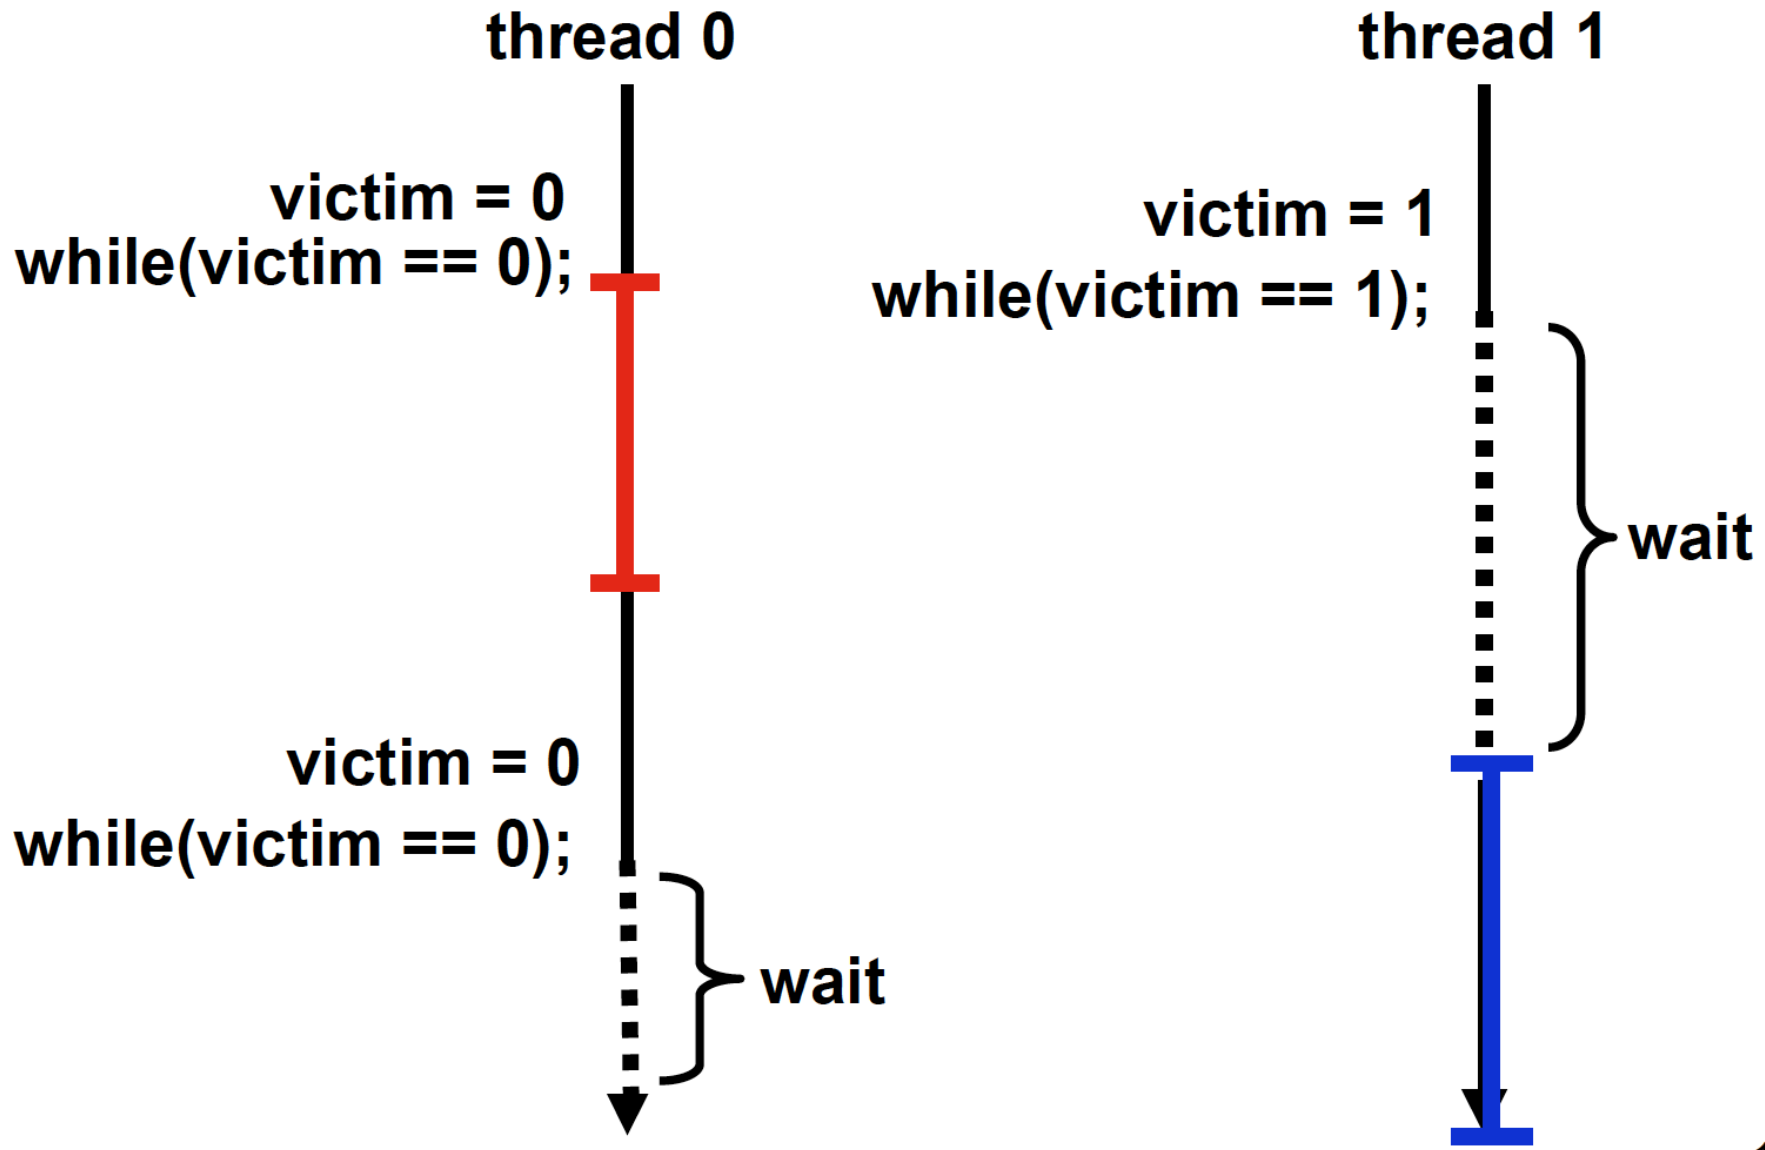 thread 0
thread 1
victim = 0
while(victim == 0);
victim = 1
while(victim == 1);
wait
victim = 0
while(victim == 0);
wait